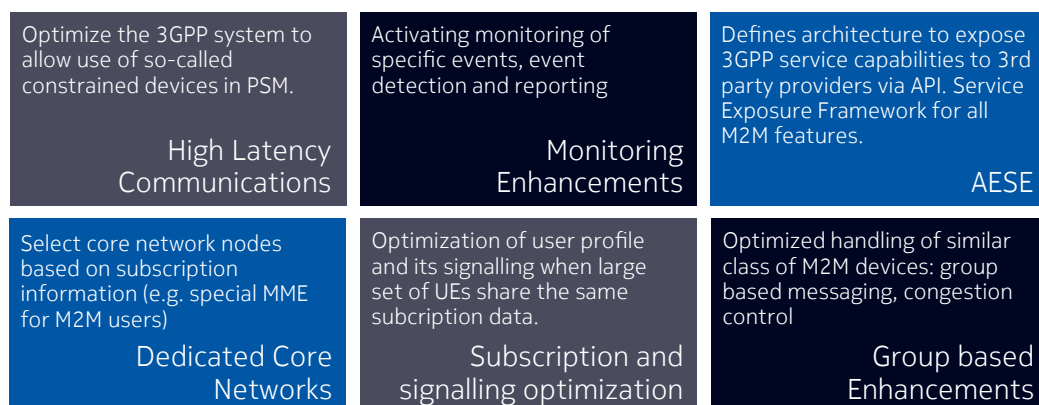 Optimize the 3GPP system to
allow use of so-called
constrained devices in PSM.
High Latency
Communications
Activating monitoring of
specific events, event
detection and reporting
Monitoring
Enhancements
Defines architecture to expose
3GPP service capabilities to 3rd
party providers via API. Service
Exposure Framework for all
M2M features.
AESE
Select core network nodes
based on subscription
information (e.g. special MME
for M2M users)
Dedicated Core
Networks
Optimization of user profile
and its signalling when large
set of UEs share the same
subcription data.
Subscription and
signalling optimization
Optimized handling of similar
class of M2M devices: group
based messaging, congestion
control
Group based
Enhancements